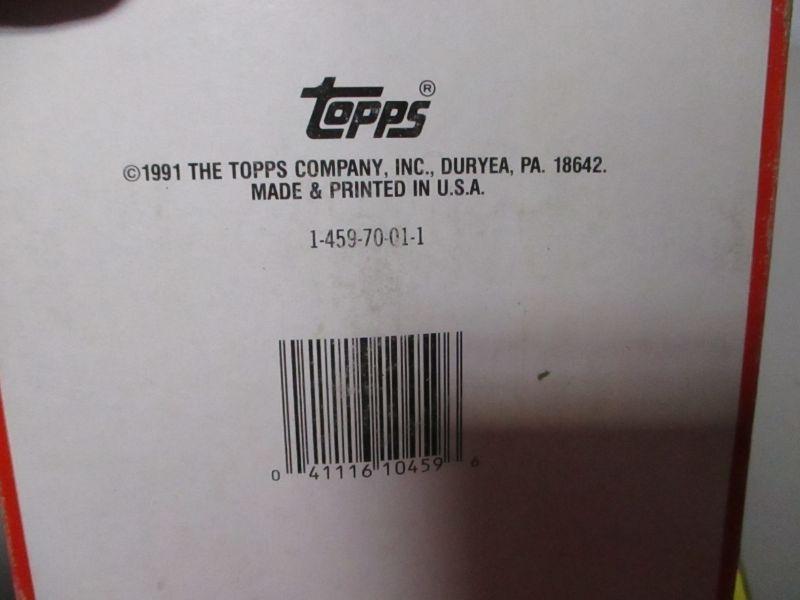 Topps®
©1991 THE TOPPS COMPANY, INC., DURYEA, PA. 18642.
MADE & PRINTED IN U.S.A.
1-459-70-01-1
0 41116 10459 6